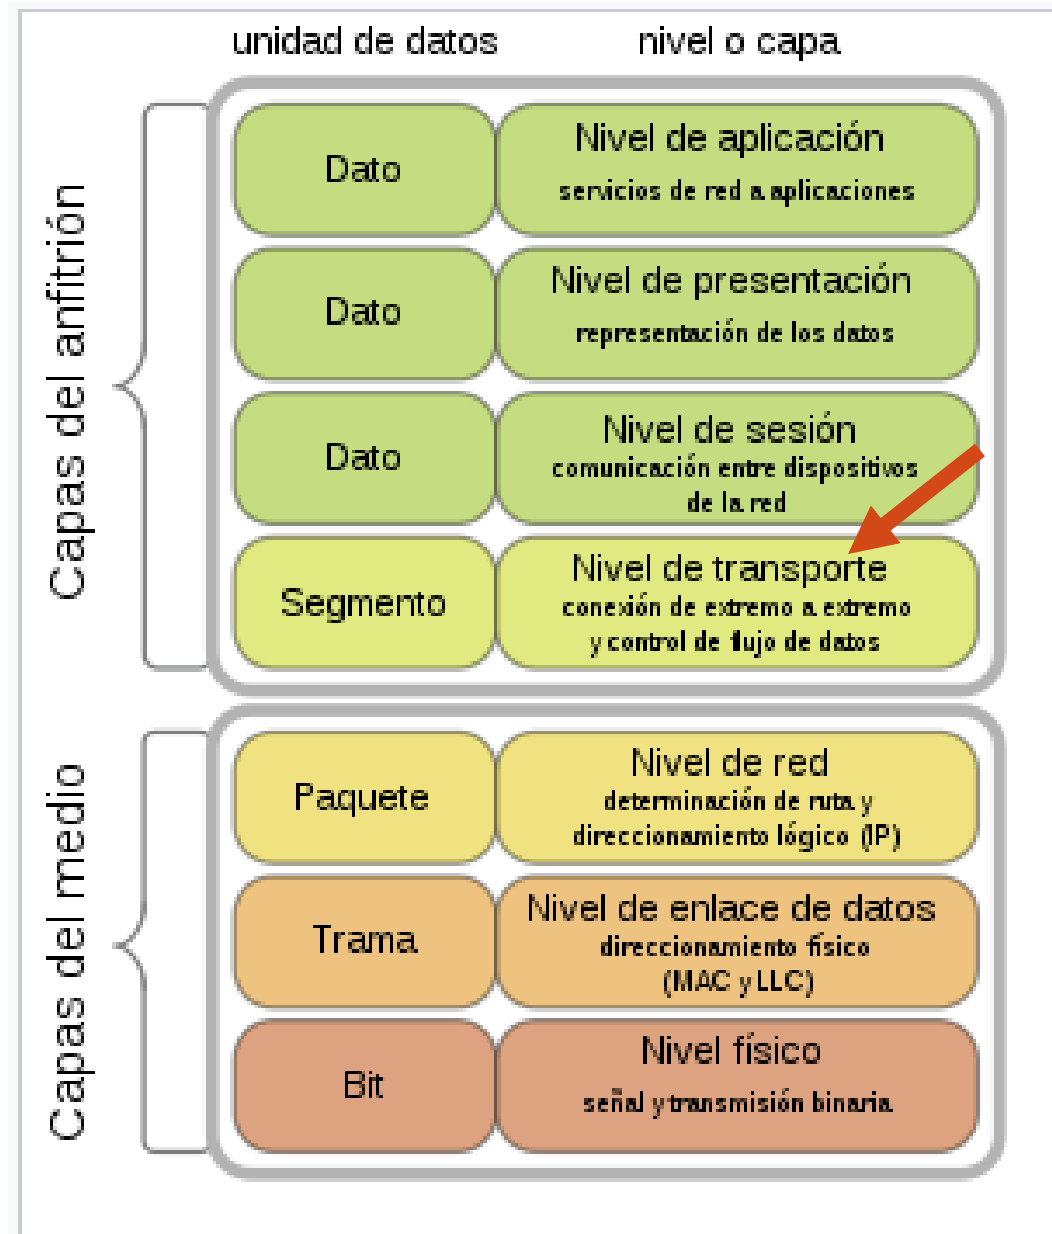 unidad de datos
nivel o capa
Capas del anfitrión
Dato
Nivel de aplicación
servicios de red a aplicaciones
Dato
Nivel de presentación
representación de los datos
Dato
Nivel de sesión
comunicación entre dispositivos
de la red
Segmento
Nivel de transporte
conexión de extremo a extremo
y control de flujo de datos
Capas del medio
Paquete
Nivel de red
determinación de ruta y
direccionamiento lógico (IP)
Trama
Nivel de enlace de datos
direccionamiento físico
(MAC y LLC)
Bit
Nivel físico
señal y transmisión binaria